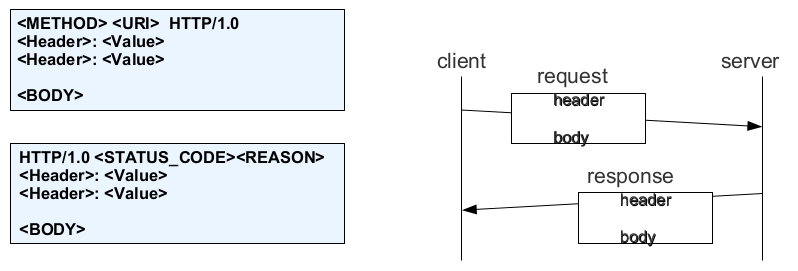 <METHOD> <URI>  HTTP/1.0
<Header>: <Value>
<Header>: <Value>
<BODY>
HTTP/1.0 <STATUS_CODE><REASON>
<Header>: <Value>
<Header>: <Value>
<BODY>
client
server
request
header
body
response
header
body